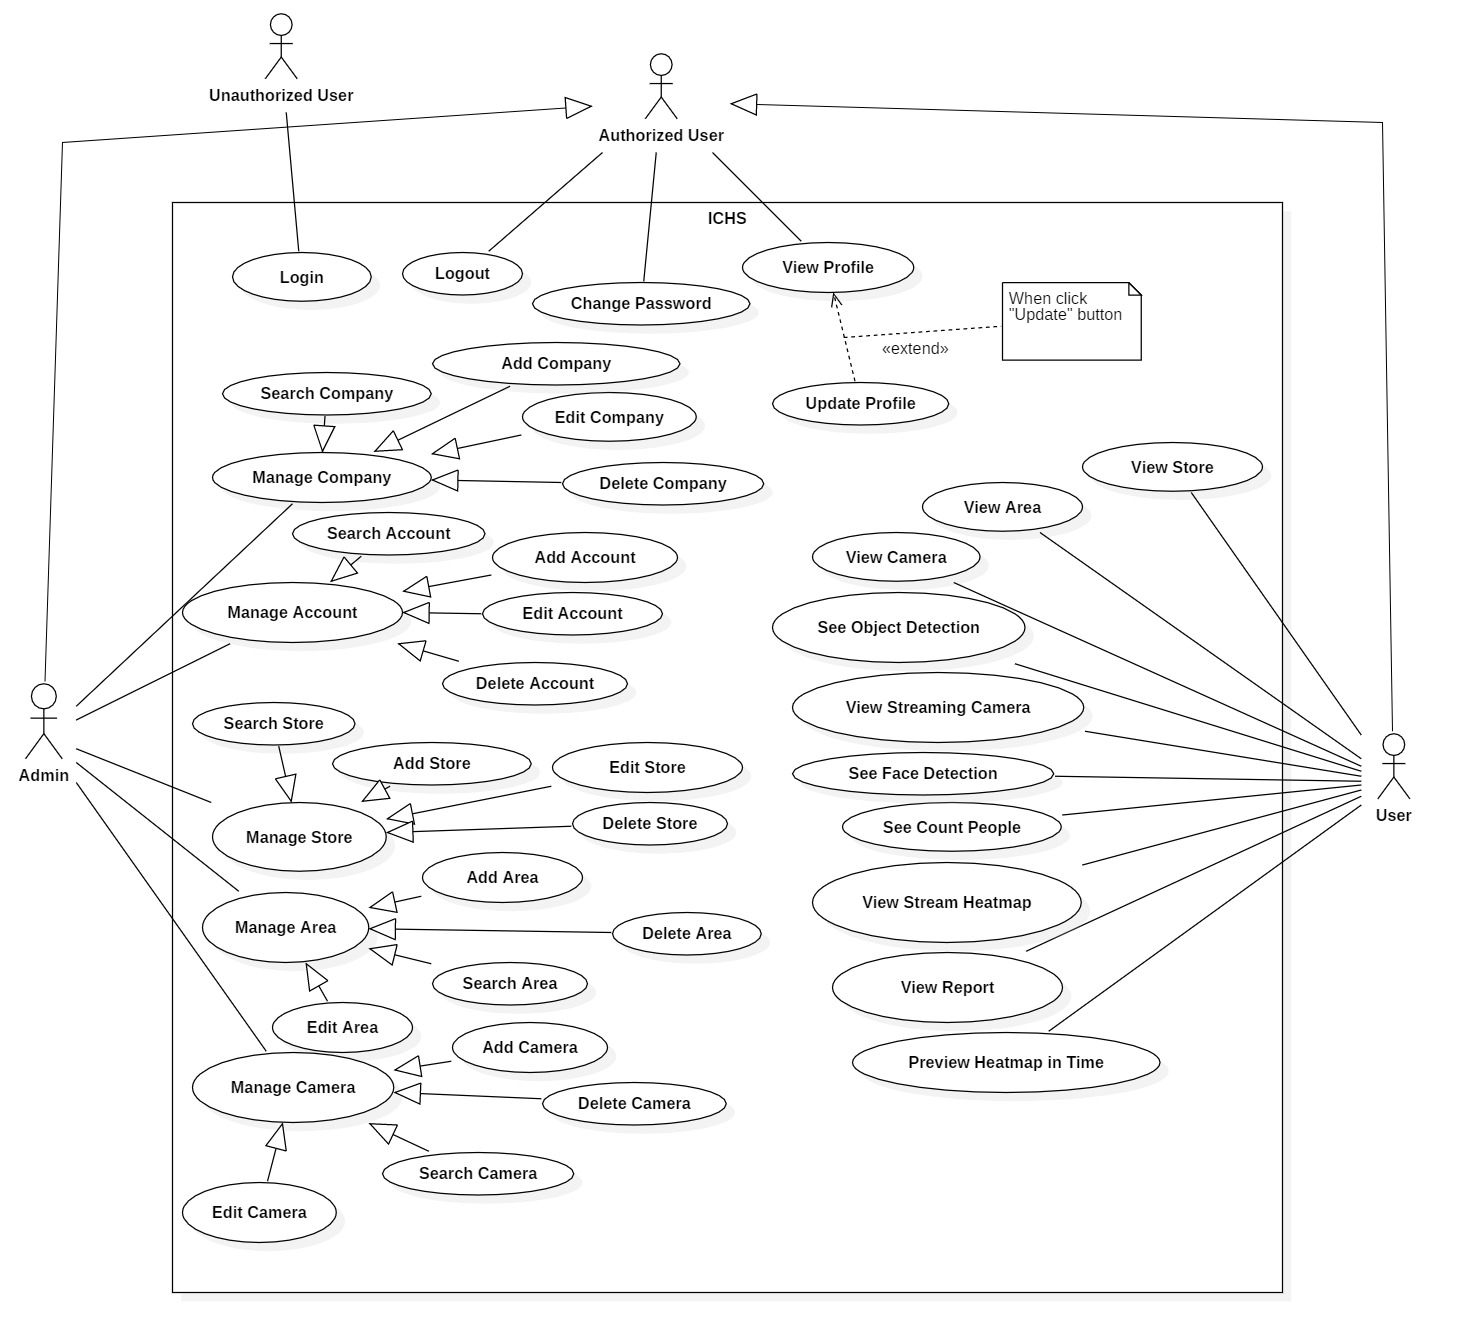 Unauthorized User
Authorized User
ICHS
Login
Logout
View Profile
Change Password
When click
"Update" button
«extend»
Add Company
Search Company
Edit Company
Update Profile
Manage Company
Delete Company
View Store
View Area
Search Account
Add Account
View Camera
Manage Account
Edit Account
See Object Detection
Delete Account
View Streaming Camera
Search Store
Add Store
Edit Store
See Face Detection
Admin
User
Manage Store
Delete Store
See Count People
Add Area
View Stream Heatmap
Manage Area
Delete Area
Search Area
View Report
Edit Area
Add Camera
Preview Heatmap in Time
Manage Camera
Delete Camera
Search Camera
Edit Camera